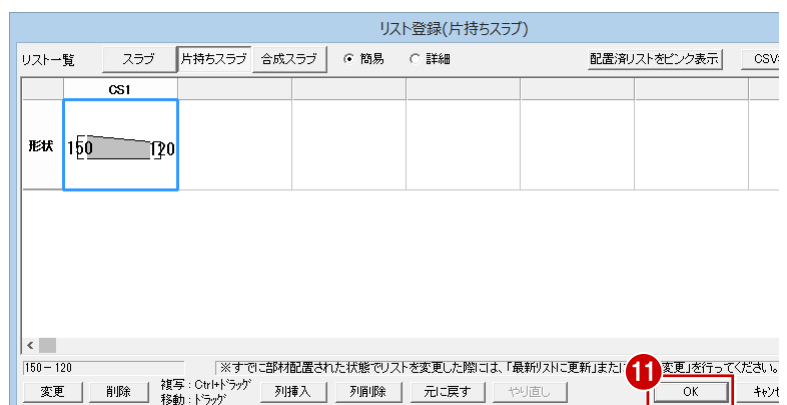 リスト登録(片持ちスラブ)
リスト一覧 スラブ 片持ちスラブ 合成スラブ 簡易 詳細 配置済リストをピンク表示 CSV
CS1
形状 150 120
<
150-120 ※すでに部材配置された状態でリストを変更した際には、「最新リストに更新」または 変更」を行ってください。
11
変更 削除 複写:Ctrl+ドラッグ 列挿入 列削除 元に戻す やり直し OK キャンセ
移動:ドラッグ